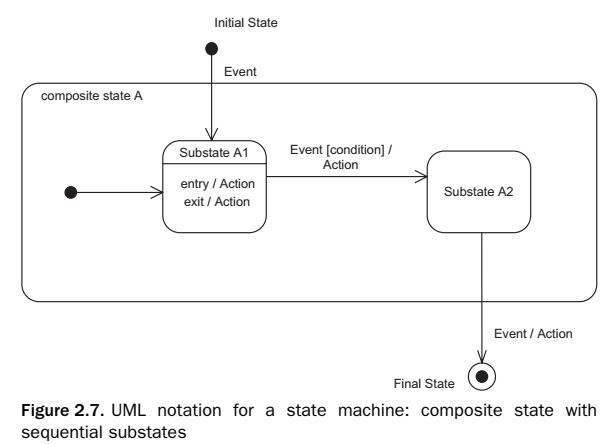 Initial State
Event
composite state A
Substate A1
entry / Action
exit / Action
Event [condition] /
Action
Substate A2
Event / Action
Final State
Figure 2.7. UML notation for a state machine: composite state with
sequential substates